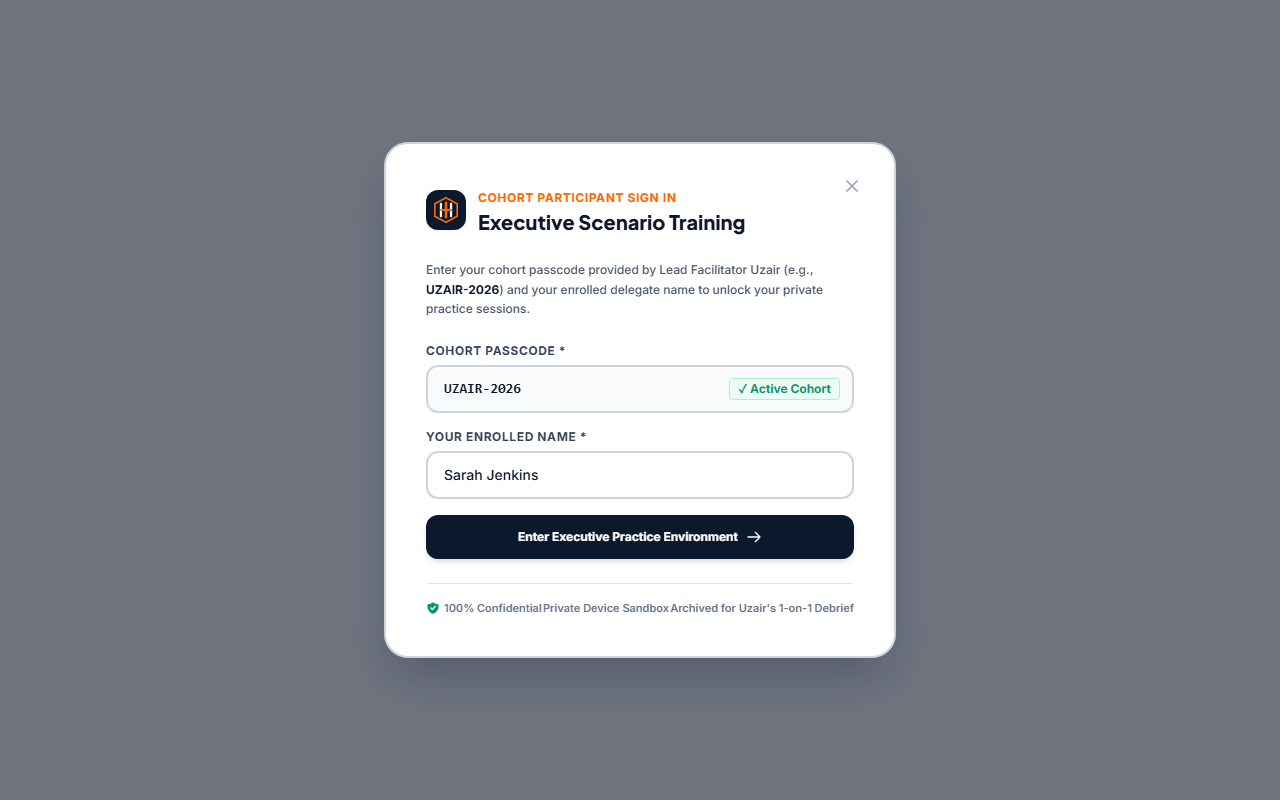 COHORT PARTICIPANT SIGN IN
Executive Scenario Training
Enter your cohort passcode provided by Lead Facilitator Uzair (e.g.,
UZAIR-2026) and your enrolled delegate name to unlock your private
practice sessions.
COHORT PASSCODE *
UZAIR-2026
✓ Active Cohort
YOUR ENROLLED NAME *
Sarah Jenkins
Enter Executive Practice Environment →
100% Confidential Private Device Sandbox Archived for Uzair's 1-on-1 Debrief